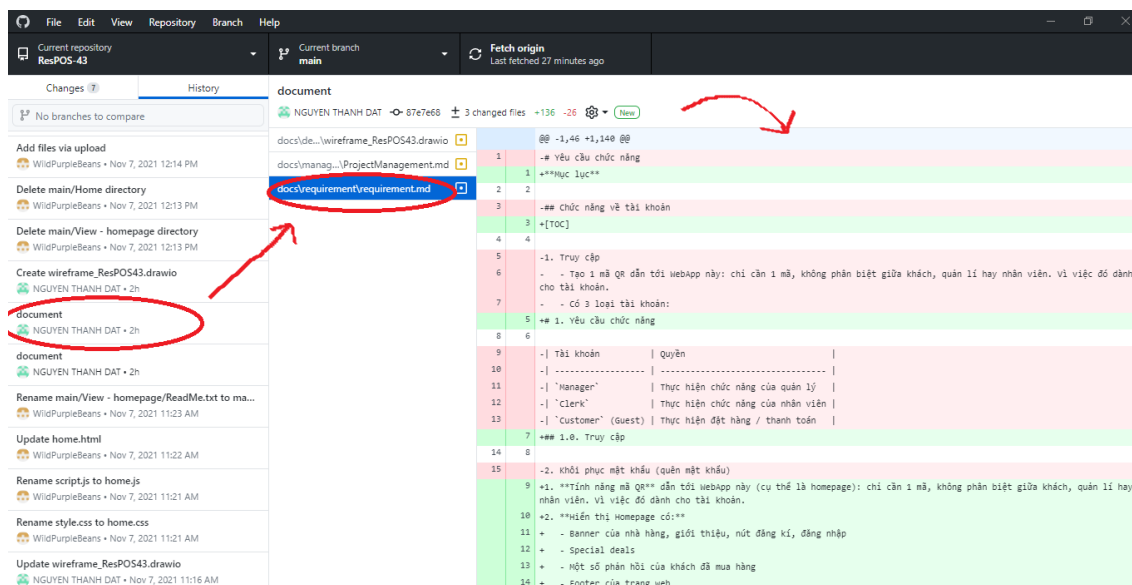 File Edit View Repository Branch Help
Current repository
ResPOS-43
Current branch
main
Fetch origin
Last fetched 27 minutes ago
Changes 7 History
No branches to compare
Add files via upload
WildPurpleBeans • Nov 7, 2021 12:14 PM
Delete main/Home directory
WildPurpleBeans • Nov 7, 2021 12:13 PM
Delete main/View - homepage directory
WildPurpleBeans • Nov 7, 2021 12:13 PM
Create wireframe_ResPOS43.drawio
NGUYEN THANH DAT • 2h
document
NGUYEN THANH DAT • 2h
document
NGUYEN THANH DAT • 2h
Rename main/View - homepage/ReadMe.txt to ma...
WildPurpleBeans • Nov 7, 2021 11:23 AM
Update home.html
WildPurpleBeans • Nov 7, 2021 11:22 AM
Rename script.js to home.js
WildPurpleBeans • Nov 7, 2021 11:21 AM
Rename style.css to home.css
WildPurpleBeans • Nov 7, 2021 11:21 AM
Update wireframe_ResPOS43.drawio
NGUYEN THANH DAT • Nov 7, 2021 11:16 AM
document
NGUYEN THANH DAT 87e7e68 3 changed files +136 -26 New
docs\de...\wireframe_ResPOS43.drawio
docs\manag...\ProjectManagement.md
docs\requirement\requirement.md
@@ -1,46 +1,140 @@
1 -# Yêu cầu chức năng
1 +**Mục lục**
2 2
3 -## Chức năng về tài khoản
3 +[TOC]
4 4
5 -1. Truy cập
6 -   - Tạo 1 mã QR dẫn tới WebApp này: chỉ cần 1 mã, không phân biệt giữa khách, quản lí hay nhân viên. Vì việc đó dành
cho tài khoản.
7 -   - Có 3 loại tài khoản:
5 +# 1. Yêu cầu chức năng
8 6
9 -| Tài khoản | Quyền |
10 -| ------------------ | -------------------------------- |
11 -| `Manager` | Thực hiện chức năng của quản lý |
12 -| `Clerk` | Thực hiện chức năng của nhân viên |
13 -| `Customer` (Guest) | Thực hiện đặt hàng / thanh toán |
7 +## 1.0. Truy cập
14 8
15 -2. Khôi phục mật khẩu (quên mật khẩu)
9 +1. **Tính năng mã QR** dẫn tới WebApp này (cụ thể là homepage): chỉ cần 1 mã, không phân biệt giữa khách, quản lí hay
nhân viên. Vì việc đó dành cho tài khoản.
10 +2. **Hiển thị Homepage có:**
11 +   - Banner của nhà hàng, giới thiệu, nút đăng kí, đăng nhập
12 +   - Special deals
13 +   - Một số phản hồi của khách đã mua hàng
14 +   - Footer của trang web